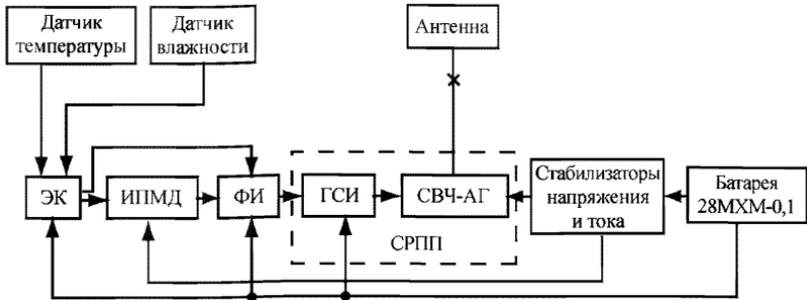 Датчик
температуры
Датчик
влажности
Антенна
ЭК
ИПМД
ФИ
ГСИ
СВЧ-АГ
СРПП
Стабилизаторы
напряжения
и тока
Батарея
28МХМ-0,1